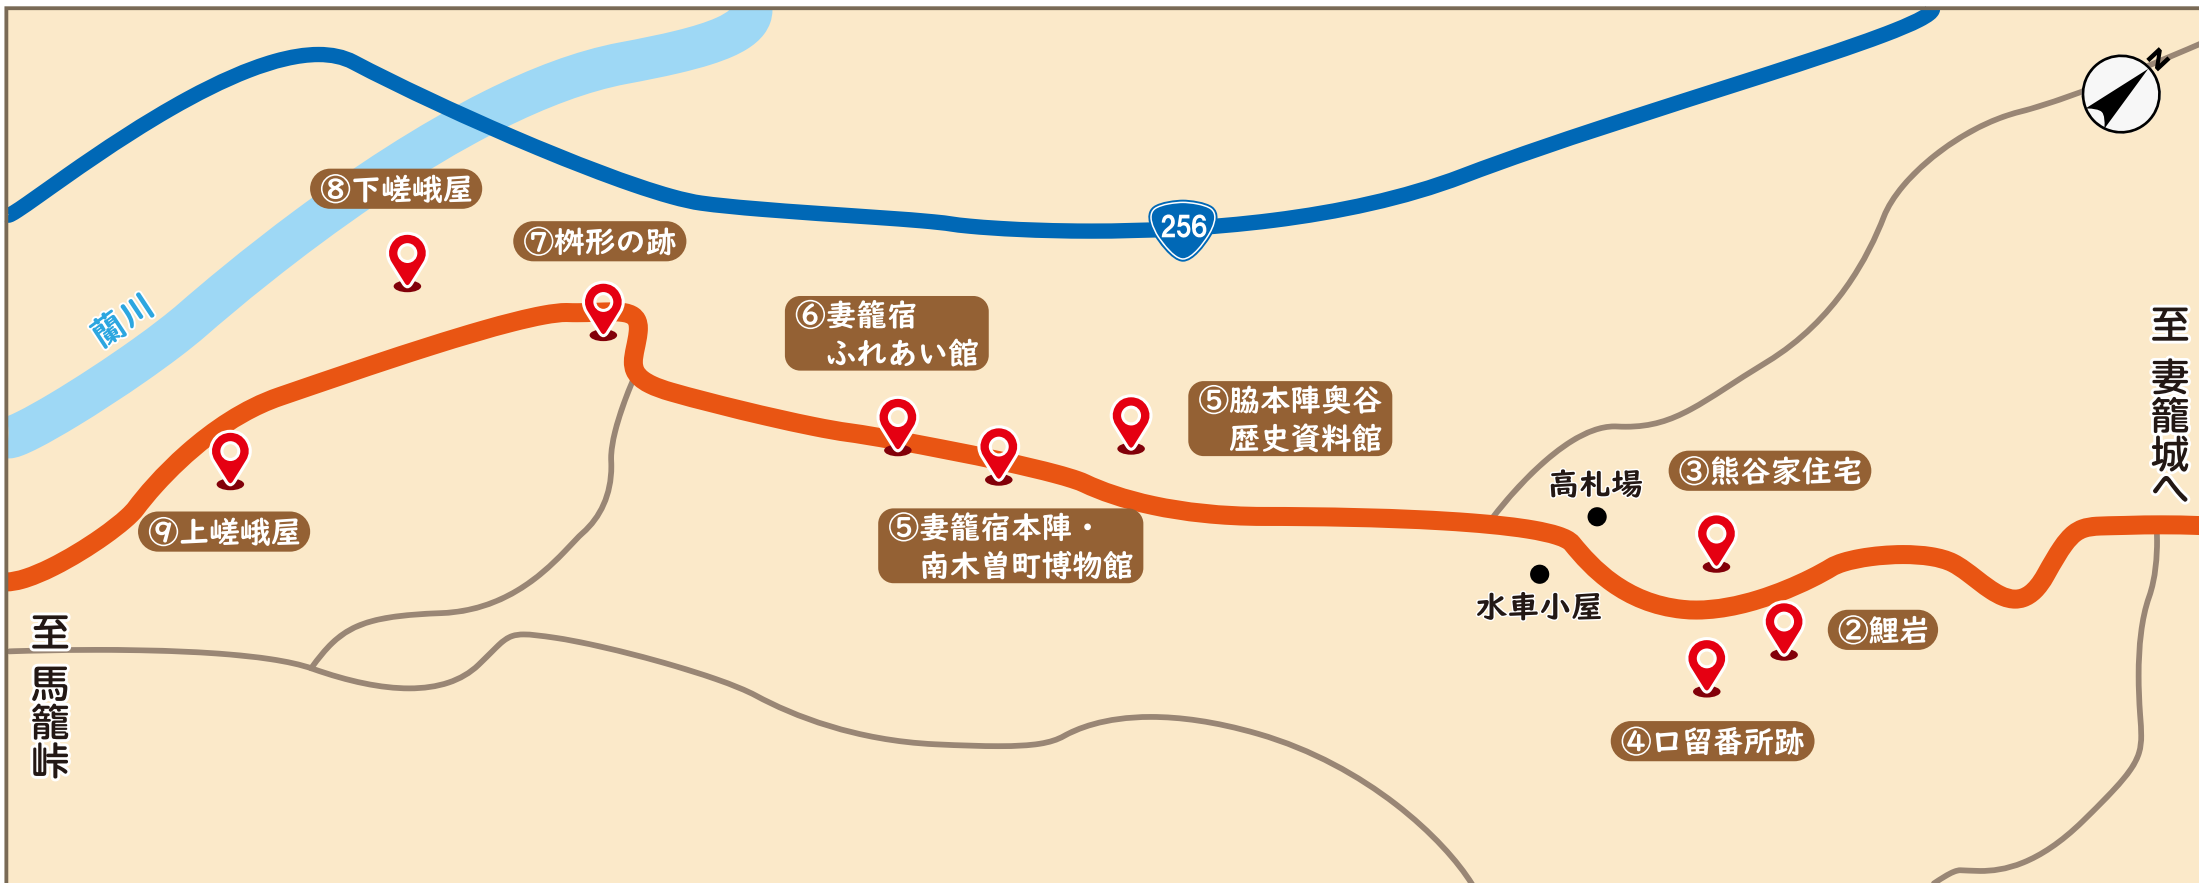 N
⑧下嵯峨屋
⑦桝形の跡
256
蘭川
⑥妻籠宿
ふれあい館
至 妻籠城へ
⑤脇本陣奥谷
歴史資料館
③熊谷家住宅
高札場
⑨上嵯峨屋
⑤妻籠宿本陣・
南木曽町博物館
水車小屋
②鯉岩
至 馬籠峠
④口留番所跡